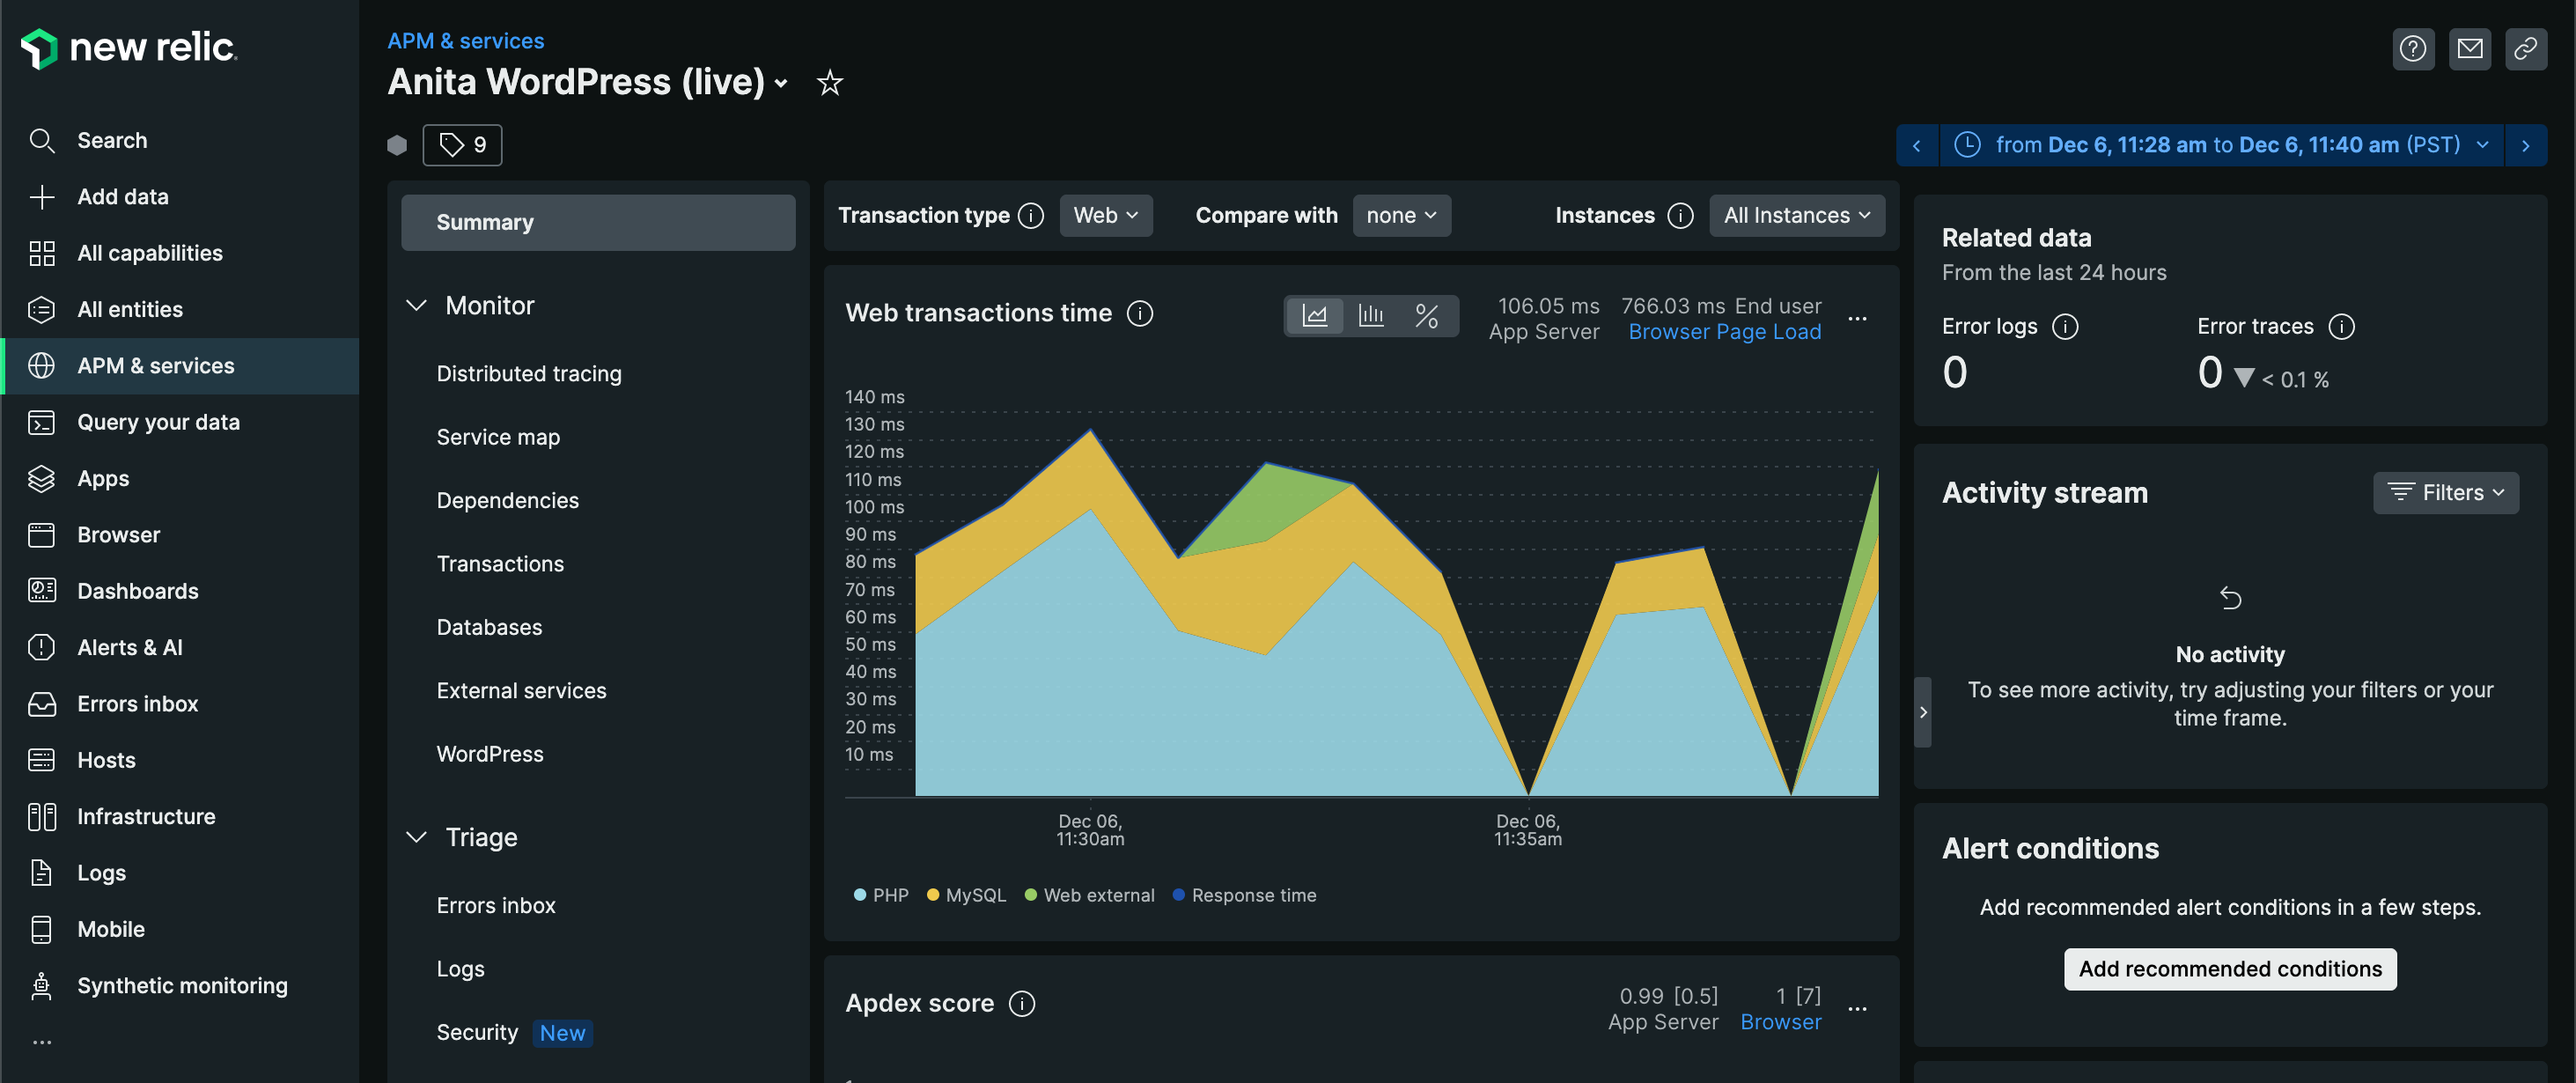 new relic.
Search
Add data
All capabilities
All entities
APM & services
Query your data
Apps
Browser
Dashboards
Alerts & AI
Errors inbox
Hosts
Infrastructure
Logs
Mobile
Synthetic monitoring
...
APM & services
Anita WordPress (live)
9
from Dec 6, 11:28 am to Dec 6, 11:40 am (PST)
Summary
Monitor
Distributed tracing
Service map
Dependencies
Transactions
Databases
External services
WordPress
Triage
Errors inbox
Logs
Security New
Transaction type Web Compare with none Instances All Instances
Web transactions time
%
106.05 ms
App Server
766.03 ms End user
Browser Page Load
...
140 ms
130 ms
120 ms
110 ms
100 ms
90 ms
80 ms
70 ms
60 ms
50 ms
40 ms
30 ms
20 ms
10 ms
Dec 06,
11:30am
Dec 06,
11:35am
PHP MySQL Web external Response time
Apdex score
0.99 [0.5]
App Server
1 [7]
Browser
...
Related data
From the last 24 hours
Error logs
0
Error traces
0 < 0.1 %
Activity stream
Filters
No activity
To see more activity, try adjusting your filters or your
time frame.
Alert conditions
Add recommended alert conditions in a few steps.
Add recommended conditions